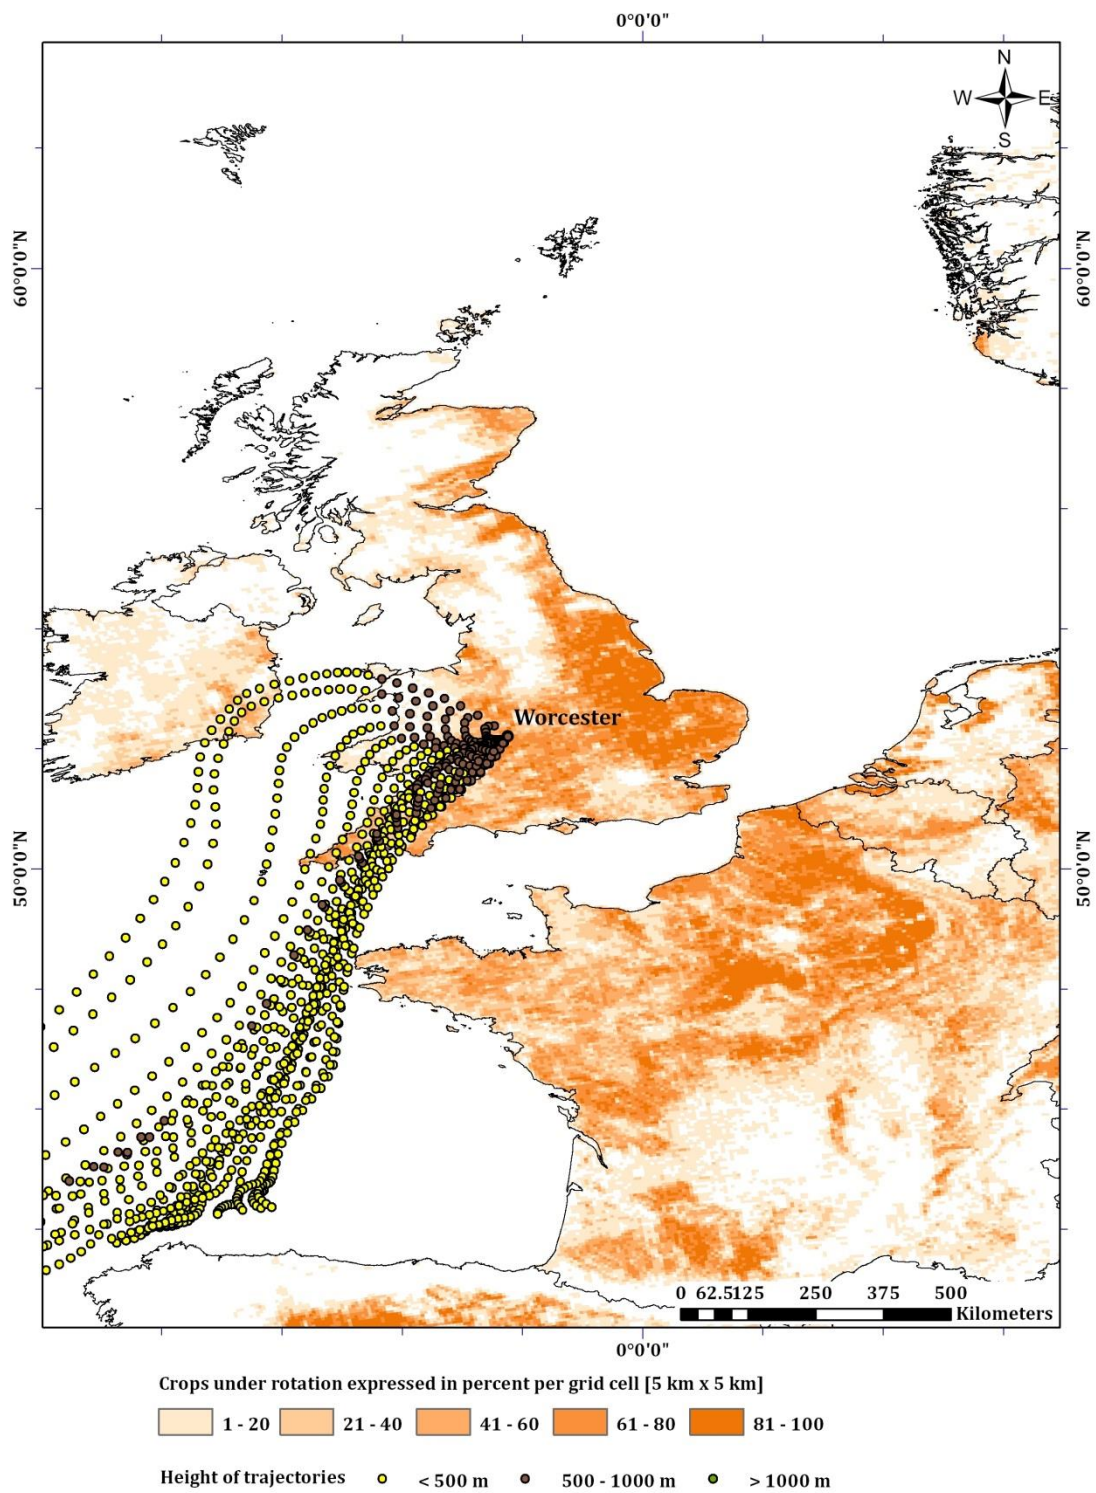 0°0'0"
N
W E
S
60°0'0"N 60°0'0"N
Worcester
50°0'0"N 50°0'0"N
0 62.5 125 250 375 500
Kilometers
0°0'0"
Crops under rotation expressed in percent per grid cell [5 km x 5 km]
1 - 20 21 - 40 41 - 60 61 - 80 81 - 100
Height of trajectories < 500 m 500 - 1000 m > 1000 m